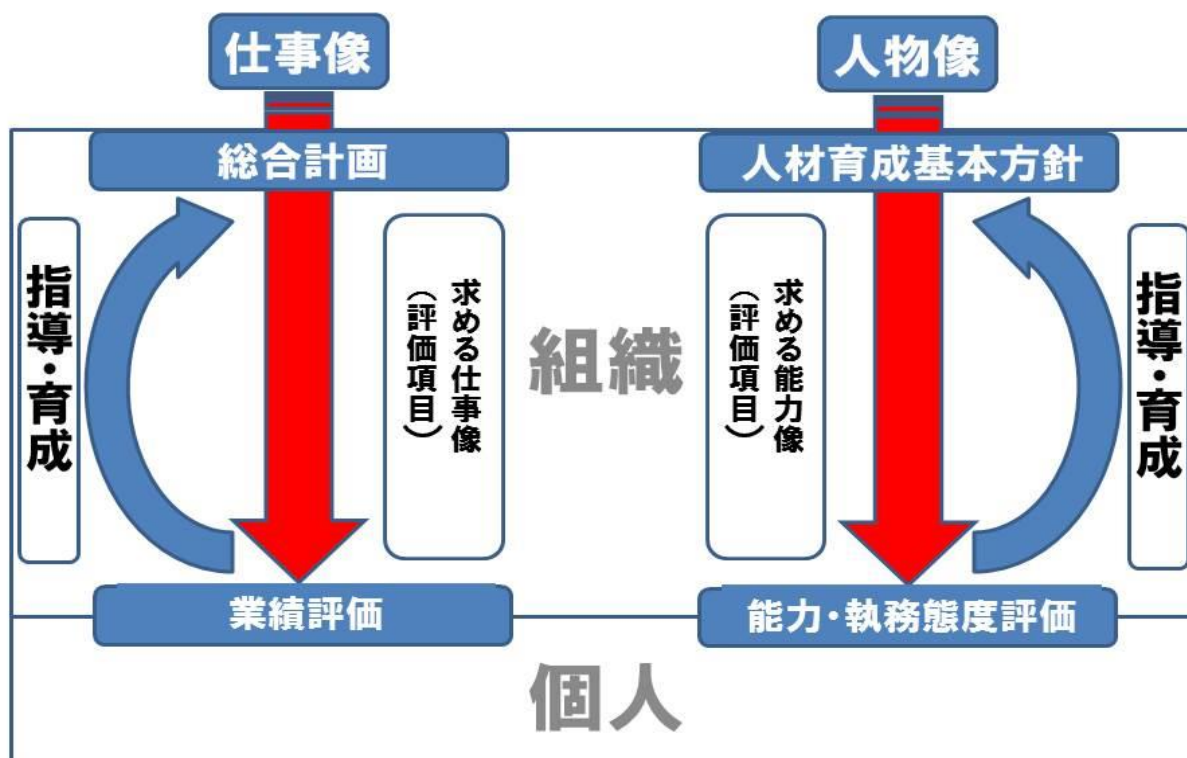 仕事像
人物像
総合計画
人材育成基本方針
指導・育成
求める仕事像
（評価項目）
組織
求める能力像
（評価項目）
指導・育成
業績評価
能力・執務態度評価
個人